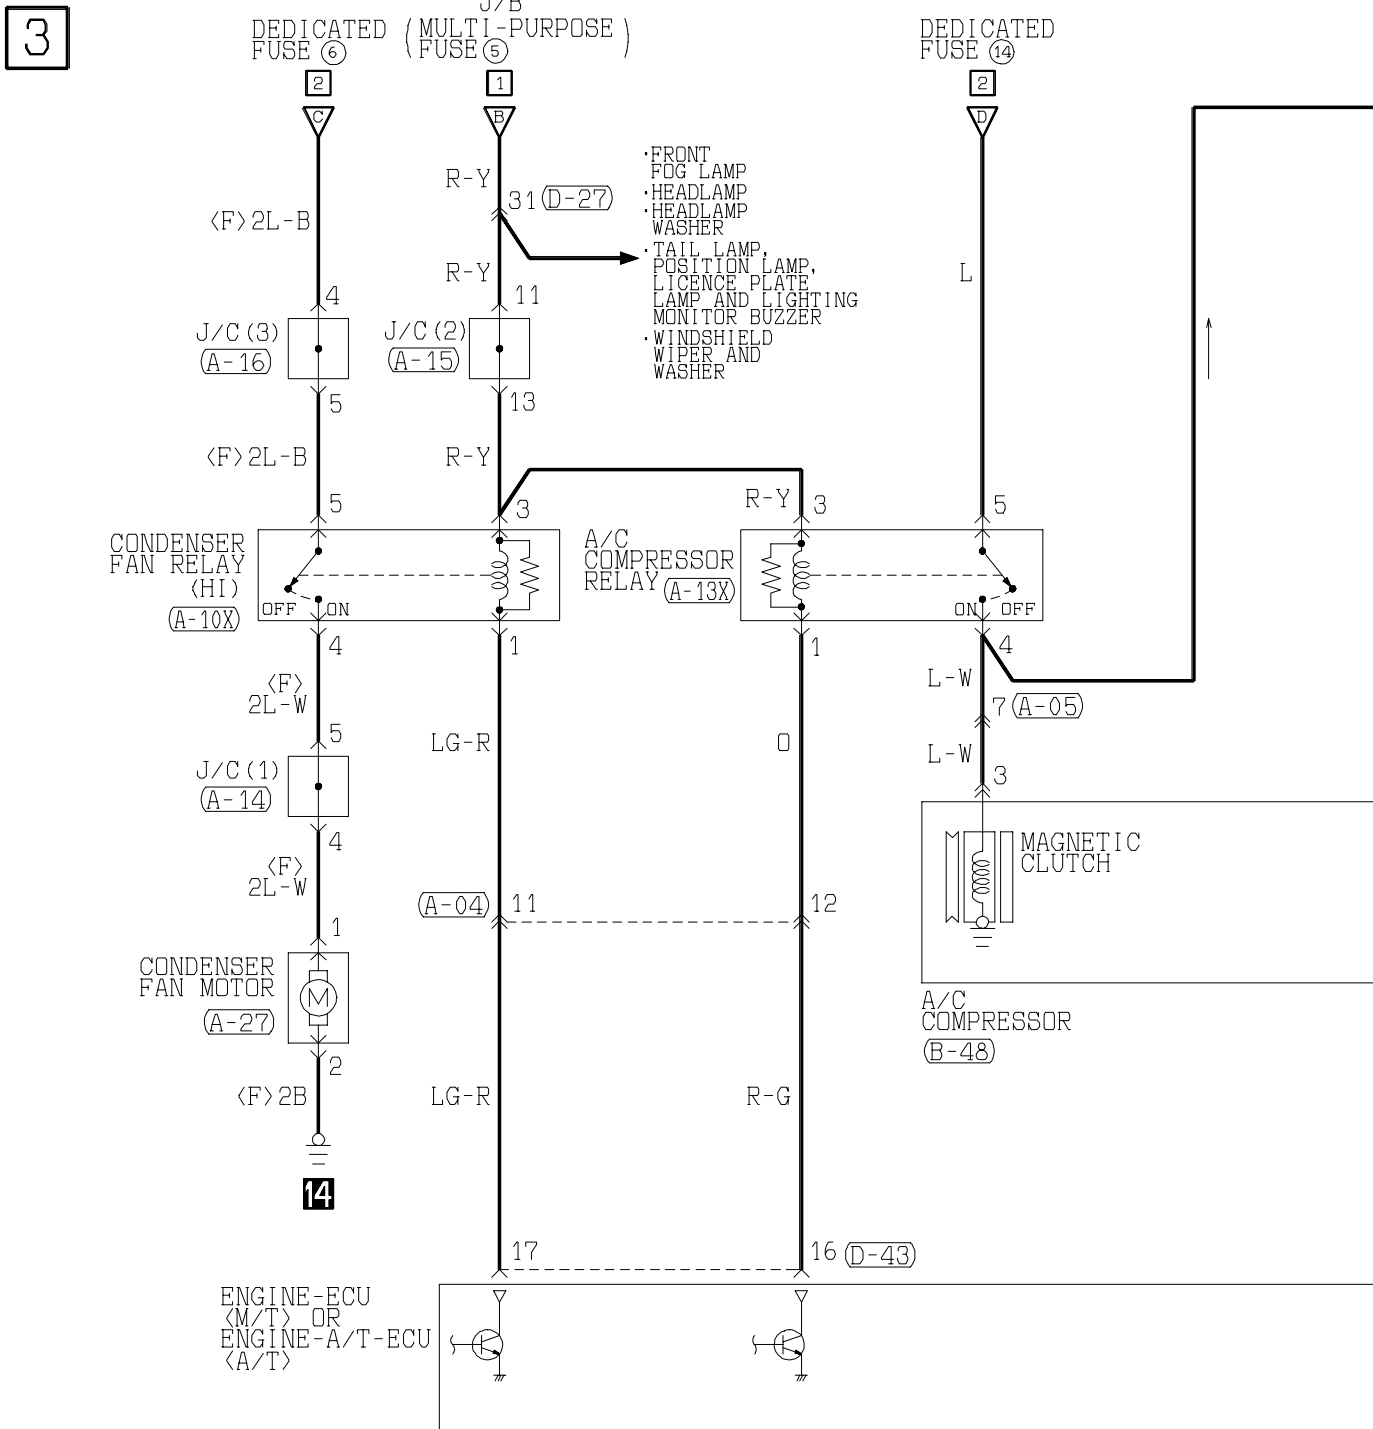 3
J/B
DEDICATED
FUSE 6
(MULTI-PURPOSE
FUSE 5)
DEDICATED
FUSE 14
2
1
2
C
B
D
R-Y
31 (D-27)
·FRONT
FOG LAMP
·HEADLAMP
·HEADLAMP
WASHER
·TAIL LAMP,
POSITION LAMP,
LICENCE PLATE
LAMP AND LIGHTING
MONITOR BUZZER
·WINDSHIELD
WIPER AND
WASHER
<F>2L-B
R-Y
L
4
11
J/C(3)
(A-16)
J/C(2)
(A-15)
5
13
<F>2L-B
R-Y
R-Y
5
3
3
5
CONDENSER
FAN RELAY
(HI)
(A-10X)
OFF
ON
A/C
COMPRESSOR
RELAY (A-13X)
ON
OFF
4
1
1
4
<F>
2L-W
L-W
7 (A-05)
5
LG-R
O
L-W
3
J/C(1)
(A-14)
4
<F>
2L-W
MAGNETIC
CLUTCH
(A-04)
11
12
1
CONDENSER
FAN MOTOR
(A-27)
M
A/C
COMPRESSOR
(B-48)
2
<F>2B
LG-R
R-G
14
17
16 (D-43)
ENGINE-ECU
<M/T> OR
ENGINE-A/T-ECU
<A/T>